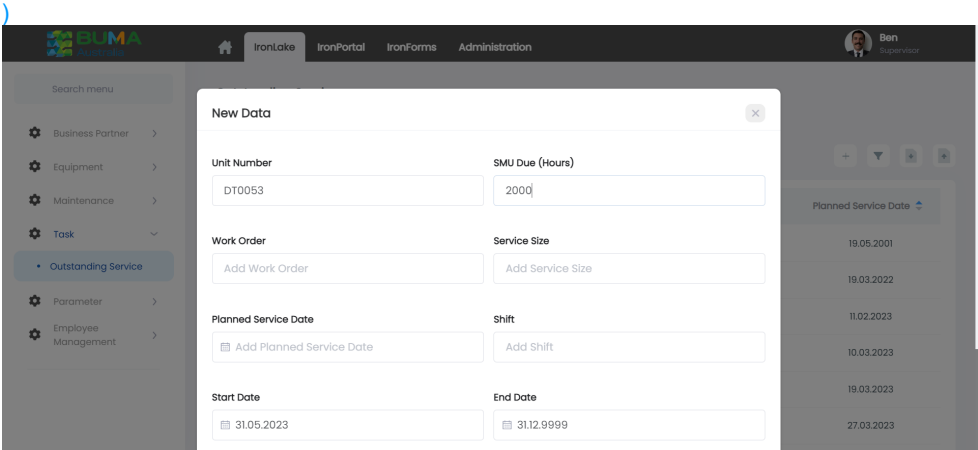 )
BUMA
Australia
IronLake
IronPortal
IronForms
Administration
Ben
Supervisor
Search menu
New Data
Business Partner
Unit Number
SMU Due (Hours)
Equipment
DT0053
2000
Maintenance
Planned Service Date
Task
Work Order
Service Size
19.05.2001
Outstanding Service
Add Work Order
Add Service Size
19.03.2022
Parameter
Planned Service Date
Shift
11.02.2023
Employee
Management
Add Planned Service Date
Add Shift
10.03.2023
Start Date
End Date
19.03.2023
31.05.2023
31.12.9999
27.03.2023